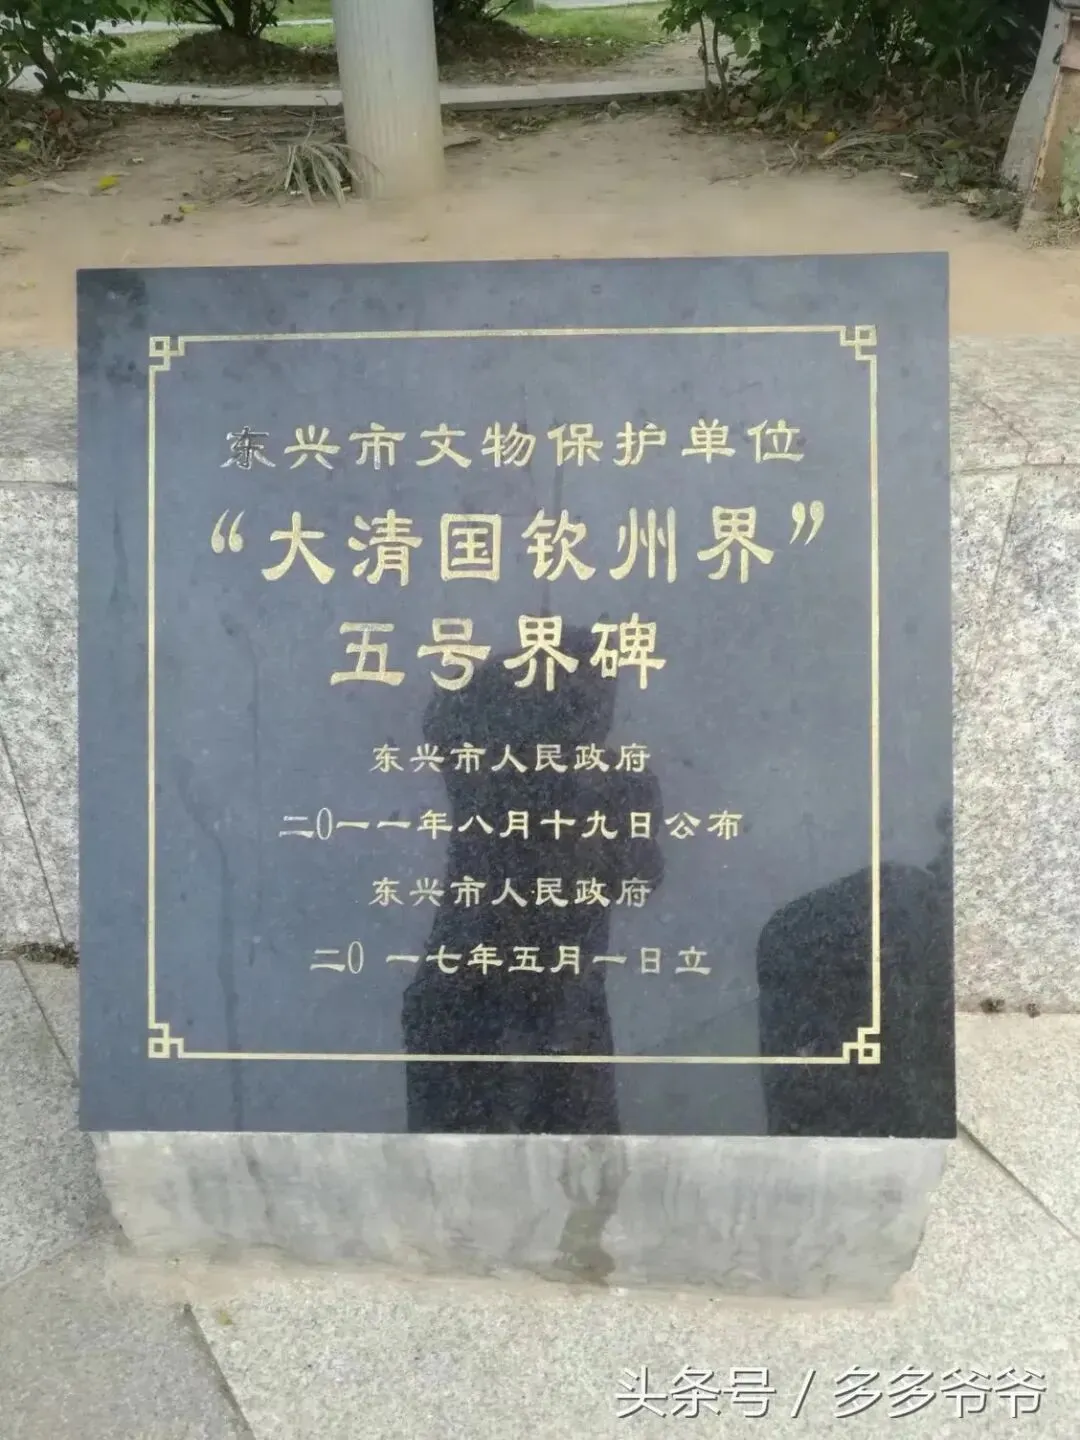 东兴市文物保护单位
“大清国钦州界”
五号界碑
东兴市人民政府
二0一一年八月十九日公布
东兴市人民政府
二0一七年五月一日立
头条号 / 多多爷爷